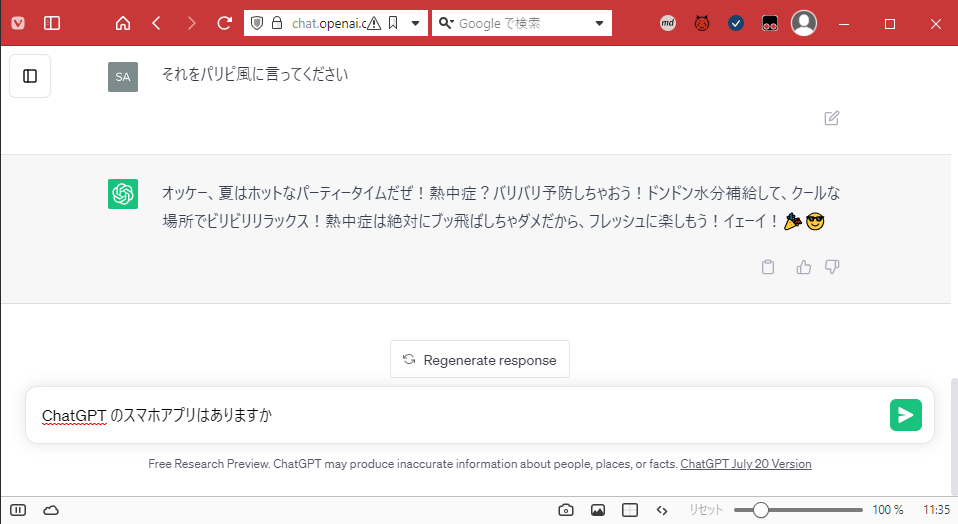 chat.openai.c
Google で検索
md
SA
それをパリピ風に言ってください
オッケー、夏はホットなパーティータイムだぜ！熱中症？バリバリ予防しちゃおう！ドンドン水分補給して、クールな
場所でビリビリリラックス！熱中症は絶対にブッ飛ばしちゃダメだから、フレッシュに楽しもう！イェーイ！🎉😎
Regenerate response
ChatGPT のスマホアプリはありますか
Free Research Preview. ChatGPT may produce inaccurate information about people, places, or facts. ChatGPT July 20 Version
リセット 100 % 11:35